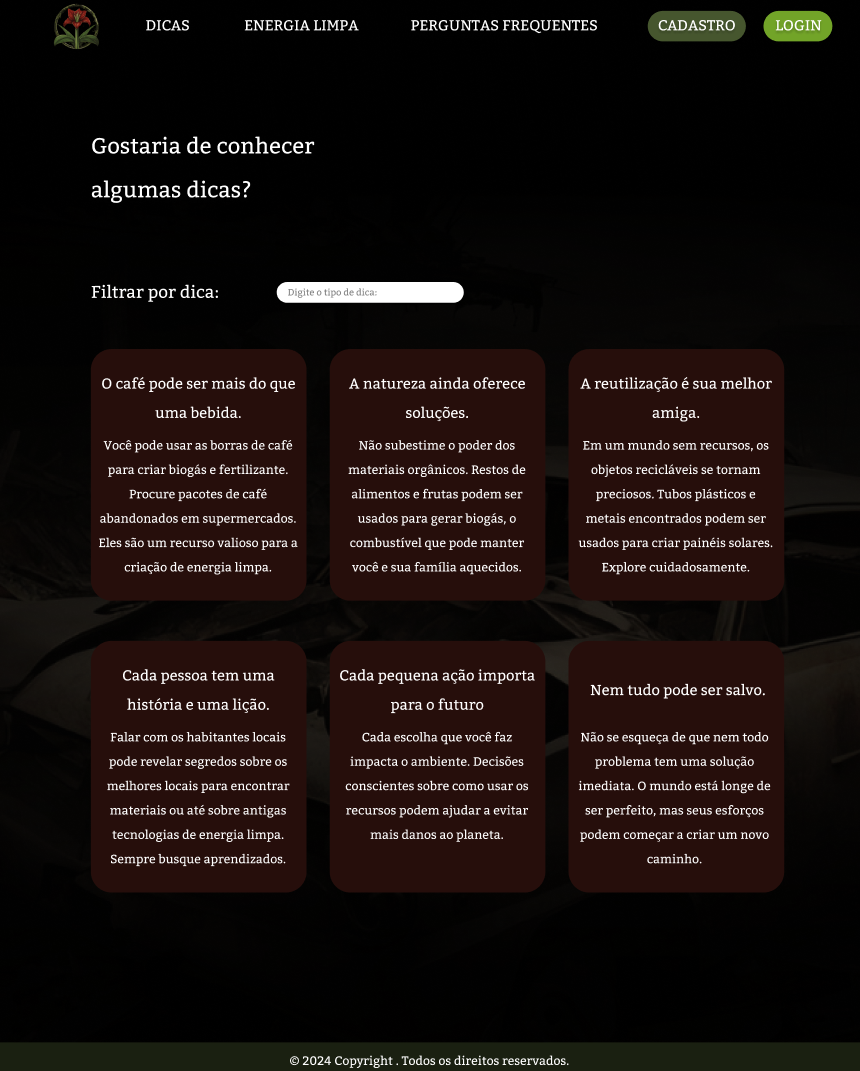 DICAS ENERGIA LIMPA PERGUNTAS FREQUENTES CADASTRO LOGIN
Gostaria de conhecer
algumas dicas?
Filtrar por dica: Digite o tipo de dica:
O café pode ser mais do que
uma bebida.
Você pode usar as borras de café
para criar biogás e fertilizante.
Procure pacotes de café
abandonados em supermercados.
Eles são um recurso valioso para a
criação de energia limpa.
A natureza ainda oferece
soluções.
Não subestime o poder dos
materiais orgânicos. Restos de
alimentos e frutas podem ser
usados para gerar biogás, o
combustível que pode manter
você e sua família aquecidos.
A reutilização é sua melhor
amiga.
Em um mundo sem recursos, os
objetos recicláveis se tornam
preciosos. Tubos plásticos e
metais encontrados podem ser
usados para criar painéis solares.
Explore cuidadosamente.
Cada pessoa tem uma
história e uma lição.
Falar com os habitantes locais
pode revelar segredos sobre os
melhores locais para encontrar
materiais ou até sobre antigas
tecnologias de energia limpa.
Sempre busque aprendizados.
Cada pequena ação importa
para o futuro
Cada escolha que você faz
impacta o ambiente. Decisões
conscientes sobre como usar os
recursos podem ajudar a evitar
mais danos ao planeta.
Nem tudo pode ser salvo.
Não se esqueça de que nem todo
problema tem uma solução
imediata. O mundo está longe de
ser perfeito, mas seus esforços
podem começar a criar um novo
caminho.
© 2024 Copyright . Todos os direitos reservados.